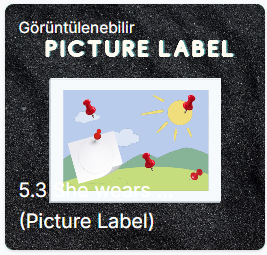 Görüntülenebilir
PICTURE LABEL
5.3 She wears
(Picture Label)